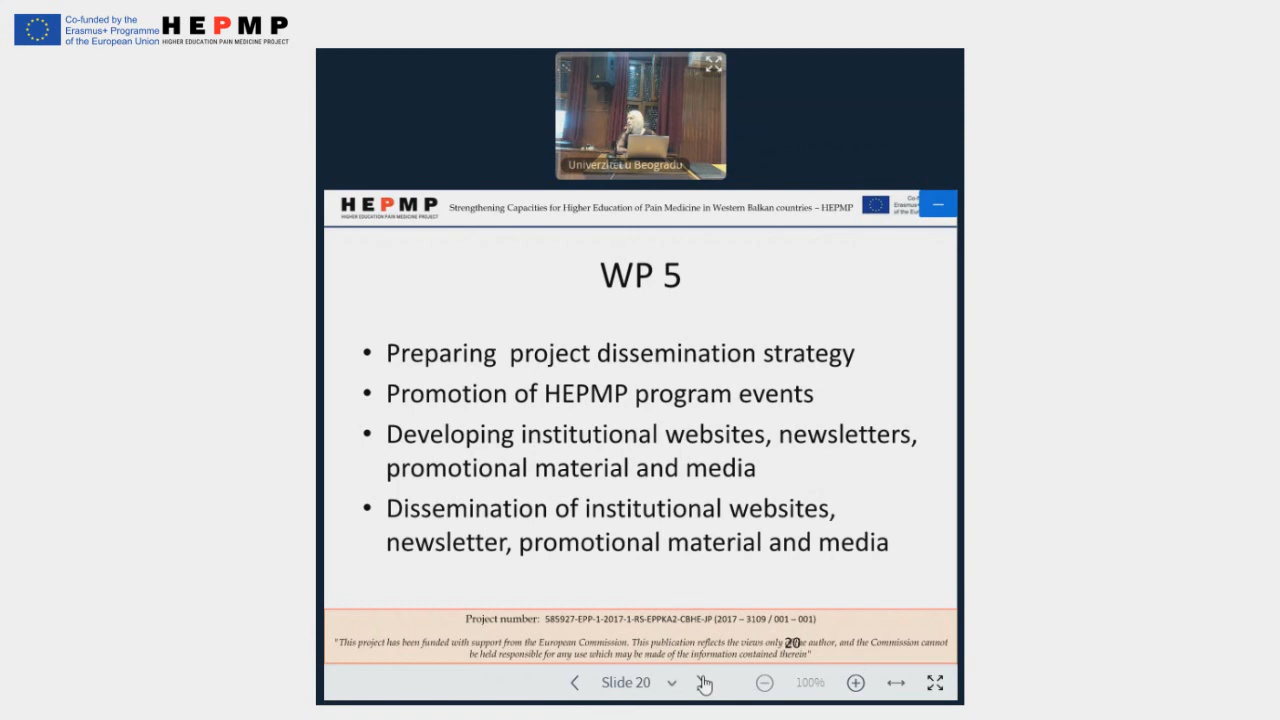 Co-funded by the
Erasmus+ Programme
of the European Union
HEPMP
HIGHER EDUCATION PAIN MEDICINE PROJECT
Univerzitet u Beogradu
HEPMP
HIGHER EDUCATION PAIN MEDICINE PROJECT
Strengthening Capacities for Higher Education of Pain Medicine in Western Balkan countries – HEPMP
WP 5
• Preparing project dissemination strategy
• Promotion of HEPMP program events
• Developing institutional websites, newsletters,
promotional material and media
• Dissemination of institutional websites,
newsletter, promotional material and media
Project number: 585927-EPP-1-2017-1-RS-EPPKA2-CBHE-JP (2017 – 3109 / 001 – 001)
"This project has been funded with support from the European Commission. This publication reflects the views only 20 author, and the Commission cannot
be held responsible for any use which may be made of the information contained therein"
Slide 20
100%